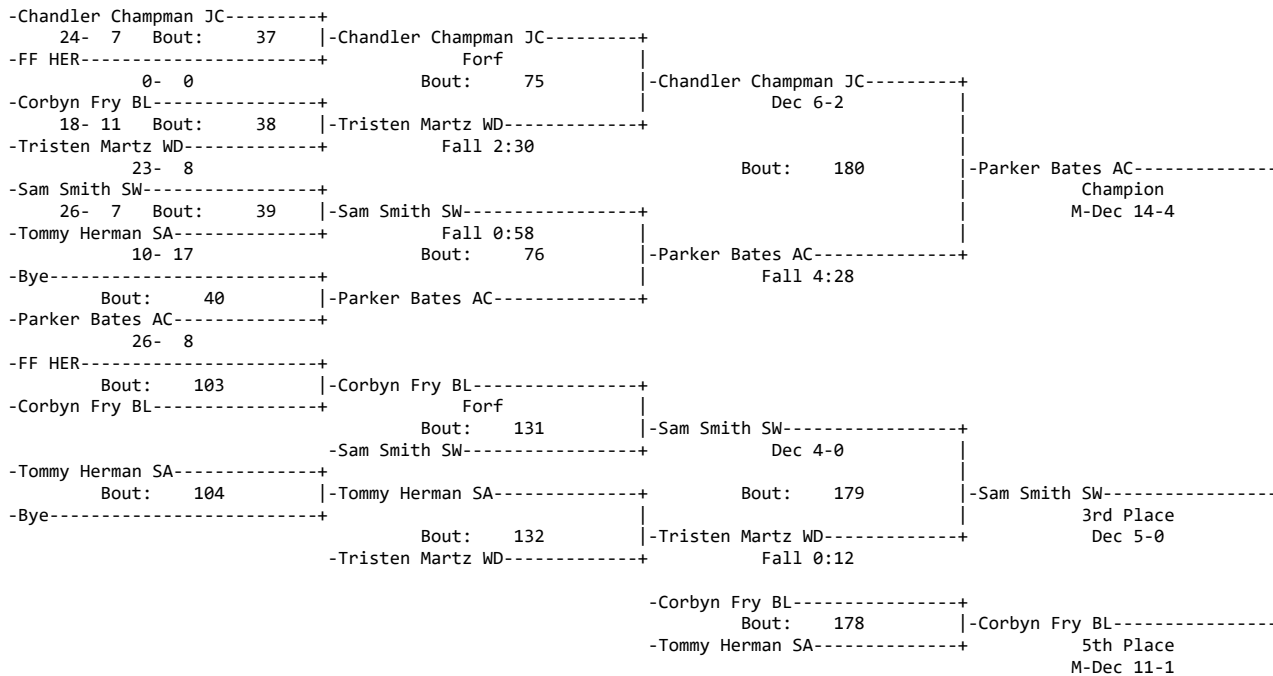 -Chandler Champman JC---------+
24- 7 Bout: 37 |-Chandler Champman JC---------+
-FF HER-----------------------+ Forf |
0- 0 Bout: 75 |-Chandler Champman JC---------+
-Corbyn Fry BL----------------+ | Dec 6-2 |
18- 11 Bout: 38 |-Tristen Martz WD-------------+ |
-Tristen Martz WD-------------+ Fall 2:30 |
23- 8 Bout: 180 |-Parker Bates AC--------------
-Sam Smith SW-----------------+ | Champion
26- 7 Bout: 39 |-Sam Smith SW-----------------+ | M-Dec 14-4
-Tommy Herman SA--------------+ Fall 0:58 | |
10- 17 Bout: 76 |-Parker Bates AC--------------+
-Bye--------------------------+ | Fall 4:28
Bout: 40 |-Parker Bates AC--------------+
-Parker Bates AC--------------+
26- 8
-FF HER-----------------------+
Bout: 103 |-Corbyn Fry BL----------------+
-Corbyn Fry BL----------------+ Forf |
Bout: 131 |-Sam Smith SW-----------------+
-Sam Smith SW-----------------+ Dec 4-0 |
-Tommy Herman SA--------------+ |
Bout: 104 |-Tommy Herman SA--------------+ Bout: 179 |-Sam Smith SW-----------------
-Bye--------------------------+ | | 3rd Place
Bout: 132 |-Tristen Martz WD-------------+ Dec 5-0
-Tristen Martz WD-------------+ Fall 0:12
-Corbyn Fry BL----------------+
Bout: 178 |-Corbyn Fry BL----------------
-Tommy Herman SA--------------+ 5th Place
M-Dec 11-1